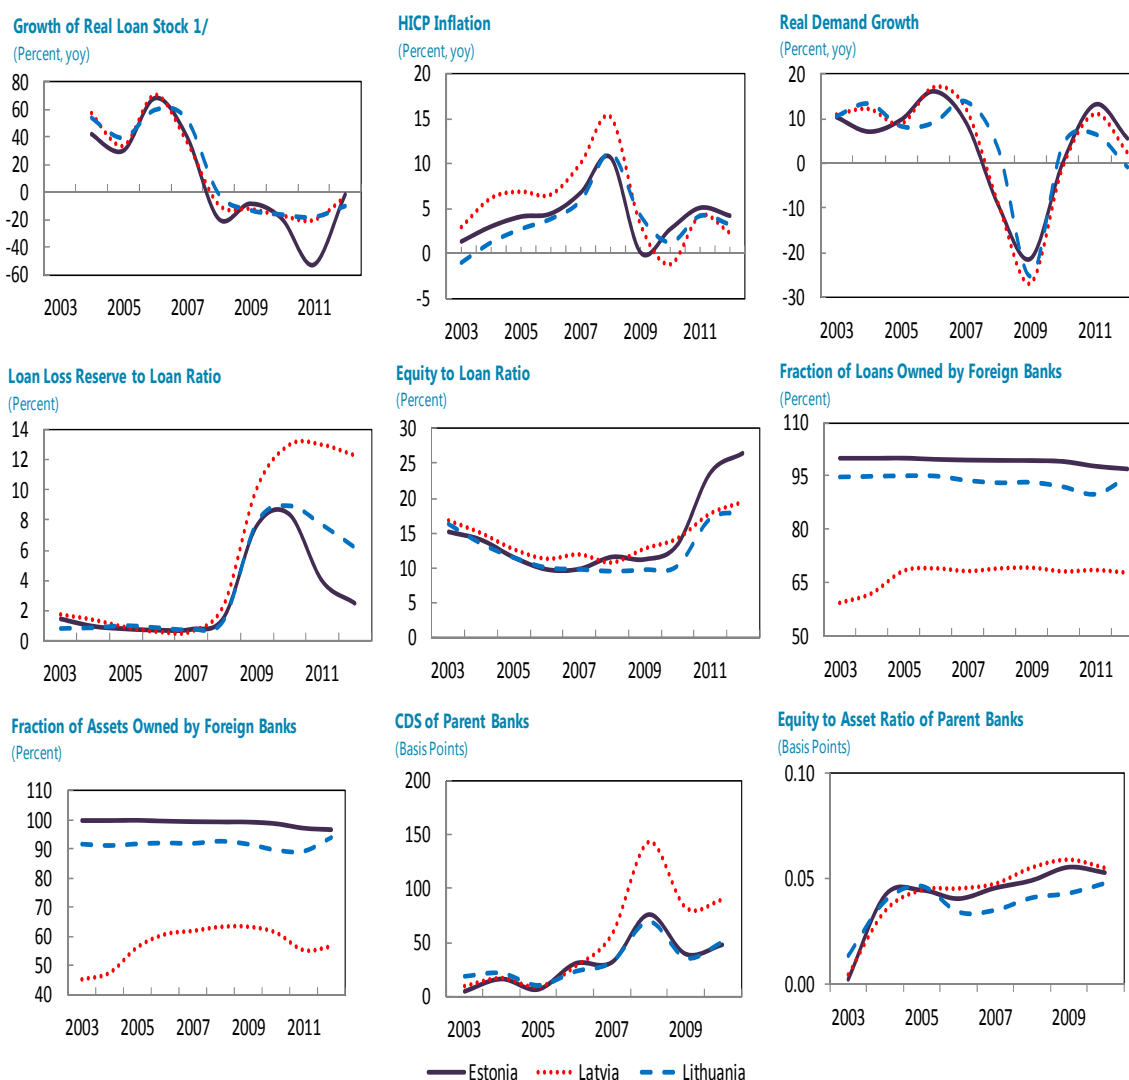 Growth of Real Loan Stock 1/
(Percent, yoy)
80
60
40
20
0
-20
-40
-60
2003 2005 2007 2009 2011
HICP Inflation
(Percent, yoy)
20
15
10
5
0
-5
2003 2005 2007 2009 2011
Real Demand Growth
(Percent, yoy)
20
10
0
-10
-20
-30
2003 2005 2007 2009 2011
Loan Loss Reserve to Loan Ratio
(Percent)
14
12
10
8
6
4
2
0
2003 2005 2007 2009 2011
Equity to Loan Ratio
(Percent)
30
25
20
15
10
5
0
2003 2005 2007 2009 2011
Fraction of Loans Owned by Foreign Banks
(Percent)
110
95
80
65
50
2003 2005 2007 2009 2011
Fraction of Assets Owned by Foreign Banks
(Percent)
110
100
90
80
70
60
50
40
2003 2005 2007 2009 2011
CDS of Parent Banks
(Basis Points)
200
150
100
50
0
2003 2005 2007 2009
Equity to Asset Ratio of Parent Banks
(Basis Points)
0.10
0.05
0.00
2003 2005 2007 2009
Estonia Latvia Lithuania